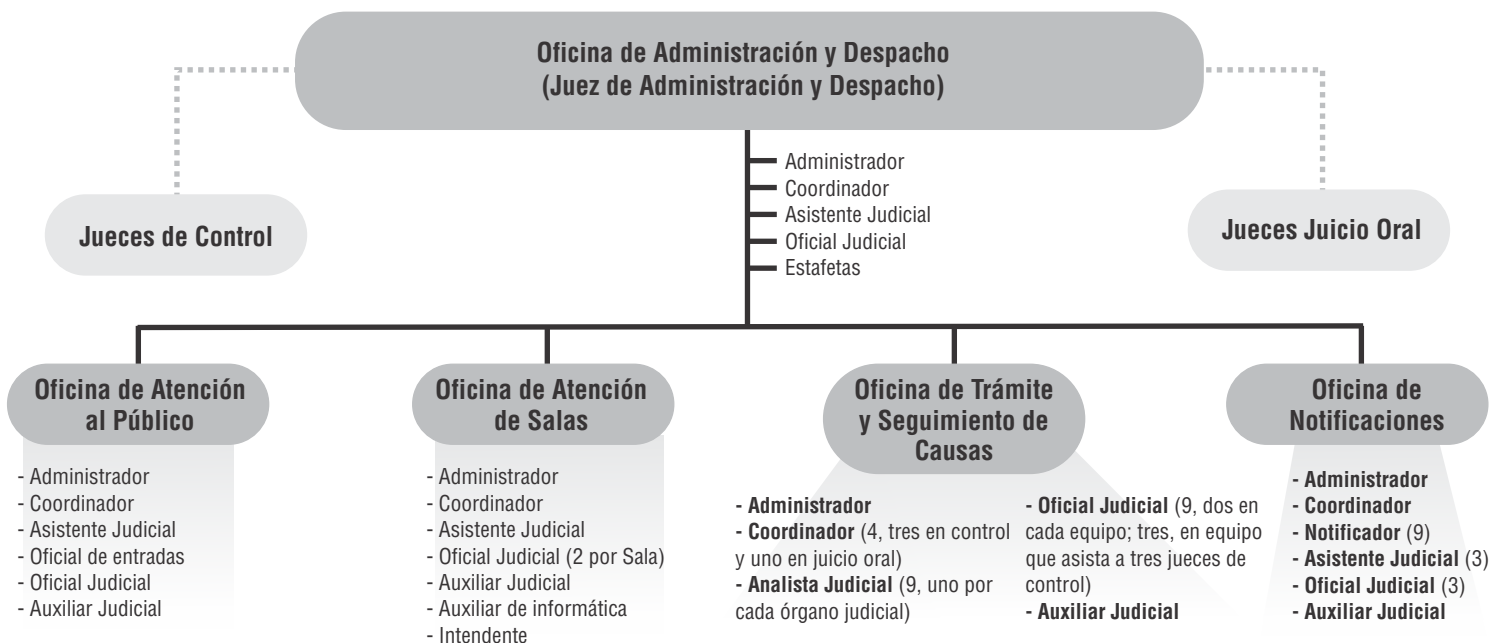 Oficina de Administración y Despacho
(Juez de Administración y Despacho)
Administrador
Coordinador
Asistente Judicial
Oficial Judicial
Estafetas
Jueces de Control
Jueces Juicio Oral
Oficina de Atención
al Público
- Administrador
- Coordinador
- Asistente Judicial
- Oficial de entradas
- Oficial Judicial
- Auxiliar Judicial
Oficina de Atención
de Salas
- Administrador
- Coordinador
- Asistente Judicial
- Oficial Judicial (2 por Sala)
- Auxiliar Judicial
- Auxiliar de informática
- Intendente
Oficina de Trámite
y Seguimiento de
Causas
- Administrador
- Coordinador (4, tres en control
y uno en juicio oral)
- Analista Judicial (9, uno por
cada órgano judicial)
- Oficial Judicial (9, dos en
cada equipo; tres, en equipo
que asista a tres jueces de
control)
- Auxiliar Judicial
Oficina de
Notificaciones
- Administrador
- Coordinador
- Notificador (9)
- Asistente Judicial (3)
- Oficial Judicial (3)
- Auxiliar Judicial